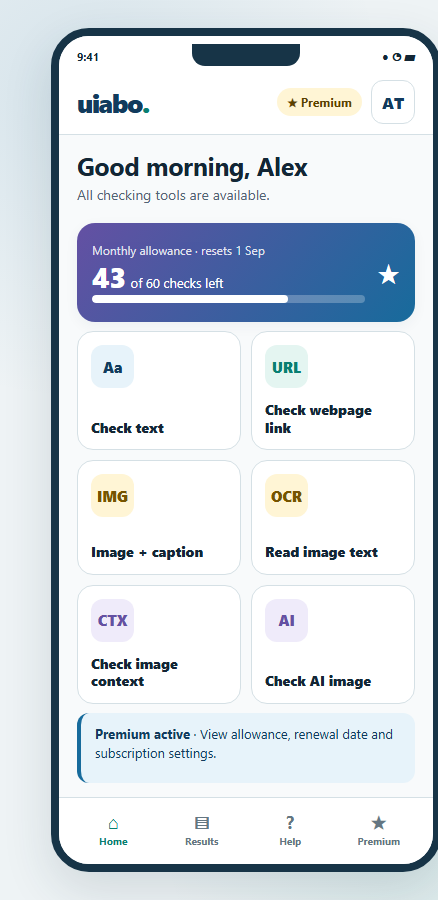 9:41
uiabo.
★ Premium
AT
Good morning, Alex
All checking tools are available.
Monthly allowance · resets 1 Sep
43 of 60 checks left
Aa
Check text
URL
Check webpage
link
IMG
Image + caption
OCR
Read image text
CTX
Check image
context
AI
Check AI image
Premium active · View allowance, renewal date and
subscription settings.
Home
Results
? Help
Premium